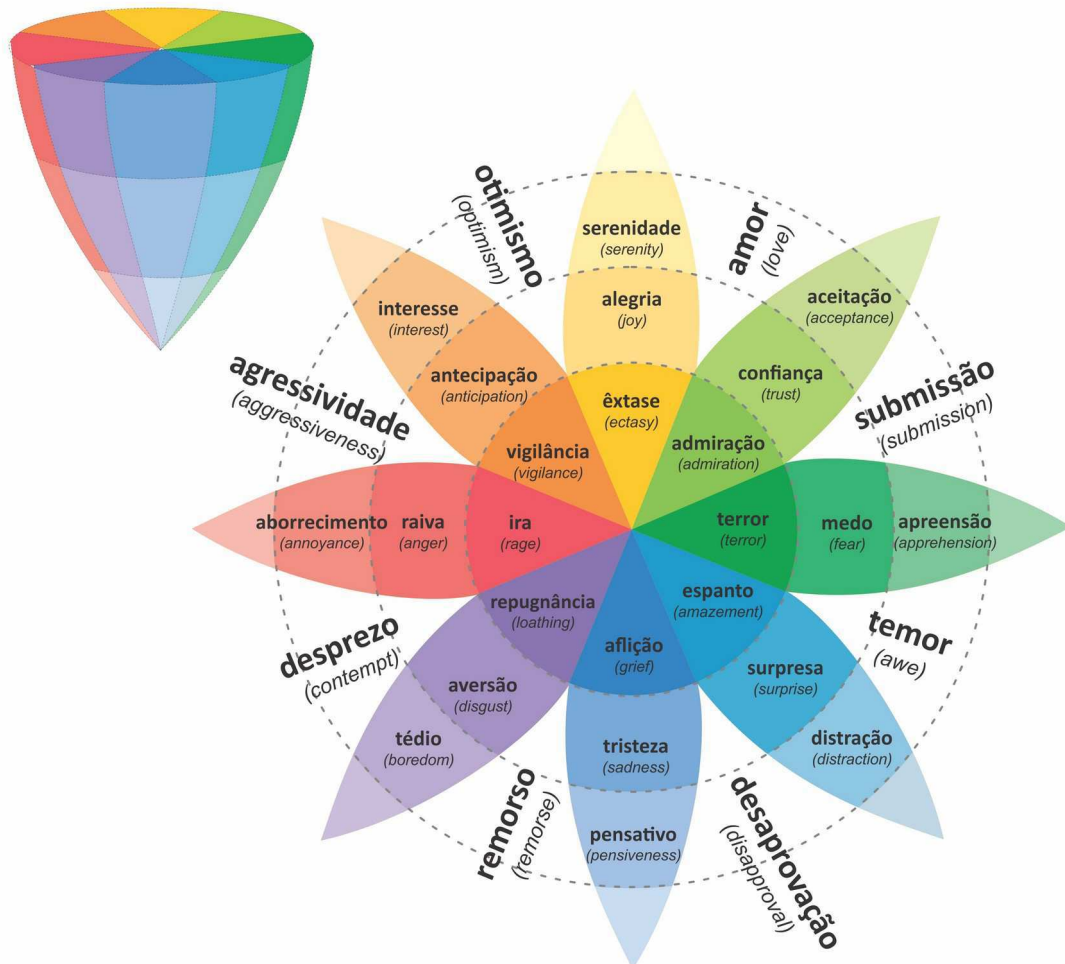 otimismo
(optimism)
serenidade
(serenity)
amor
(love)
interesse
(interest)
alegria
(joy)
aceitação
(acceptance)
agressividade
(aggressiveness)
antecipação
(anticipation)
êxtase
(ectasy)
confiança
(trust)
submissão
(submission)
vigilância
(vigilance)
admiração
(admiration)
aborrecimento
(annoyance)
raiva
(anger)
ira
(rage)
terror
(terror)
medo
(fear)
apreensão
(apprehension)
repugnância
(loathing)
espanto
(amazement)
desprezo
(contempt)
aflição
(grief)
temor
(awe)
aversão
(disgust)
surpresa
(surprise)
tédio
(boredom)
tristeza
(sadness)
distração
(distraction)
remorso
(remorse)
pensativo
(pensiveness)
desaprovação
(disapproval)